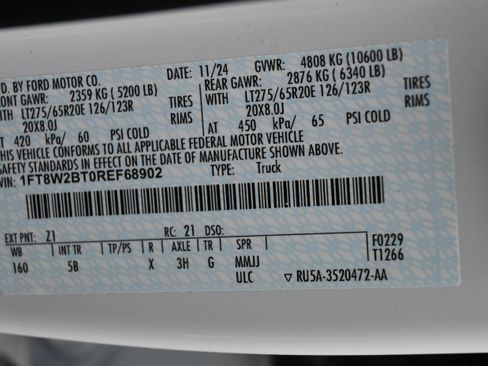 FD. BY FORD MOTOR CO.
DATE: 11/24 GVWR: 4808 KG (10600 LB)
FRONT GAWR: 2359 KG ( 5200 LB) REAR GAWR: 2876 KG ( 6340 LB)
WITH LT275/65R20E 126/123R TIRES WITH LT275/65R20E 126/123R TIRES
20X8.0J RIMS 20X8.0J RIMS
AT 420 kPa/ 60 PSI COLD AT 450 kPa/ 65 PSI COLD
THIS VEHICLE CONFORMS TO ALL APPLICABLE FEDERAL MOTOR VEHICLE
SAFETY STANDARDS IN EFFECT ON THE DATE OF MANUFACTURE SHOWN ABOVE.
VIN: 1FT8W2BT0REF68902 TYPE: Truck
EXT PNT: Z1 RC: 21 DSO:
WB INT TR TP/PS R AXLE TR SPR F0229
160 5B X 3H G MMJJ T1266
ULC ▽ RU5A-3520472-AA